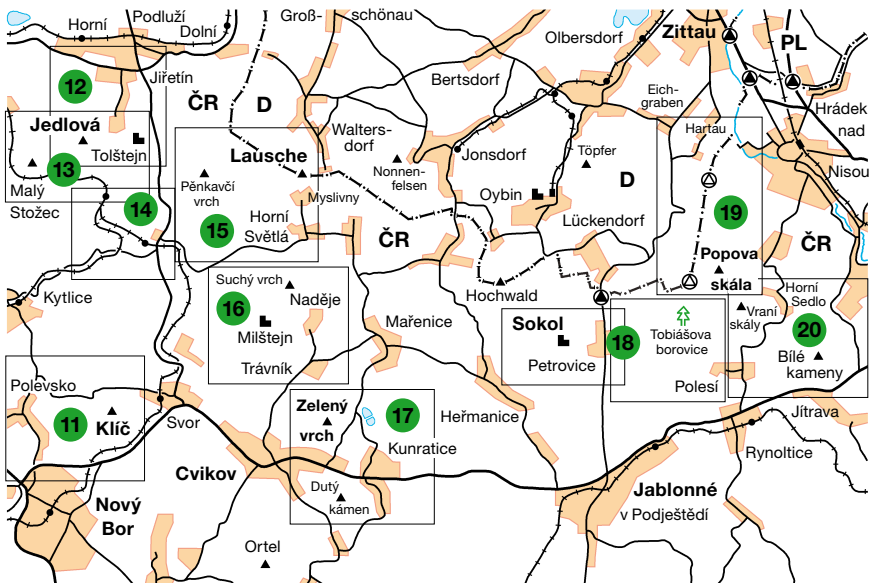 Horní
Podluží
Dolní
Groß-
schönau
Olbersdorf
Zittau
PL
12
Jiřetín
ČR
D
Bertsdorf
Eich-
graben
Hrádek
nad
Nisou
Jedlová
Tolštejn
13
Malý
Stožec
14
Lausche
Pěnkavčí
vrch
Myslivny
15
Horní
Světlá
Walters-
dorf
Nonnen-
felsen
Jonsdorf
Töpfer
Oybin
D
Lückendorf
Hartau
19
Popova
skála
ČR
ČR
Kytlice
Suchý vrch
16
Naděje
Milštejn
Trávník
Hochwald
Mařenice
Sokol
Petrovice
18
Tobiášova
borovice
Polesí
Horní
Sedlo
Vraní
skály
20
Bílé
kameny
Polevsko
11
Klíč
Svor
Zelený
vrch
17
Kunratice
Heřmanice
Jítrava
Rynoltice
Cvikov
Dutý
kámen
Jablonné
v Podještědí
Nový
Bor
Ortel